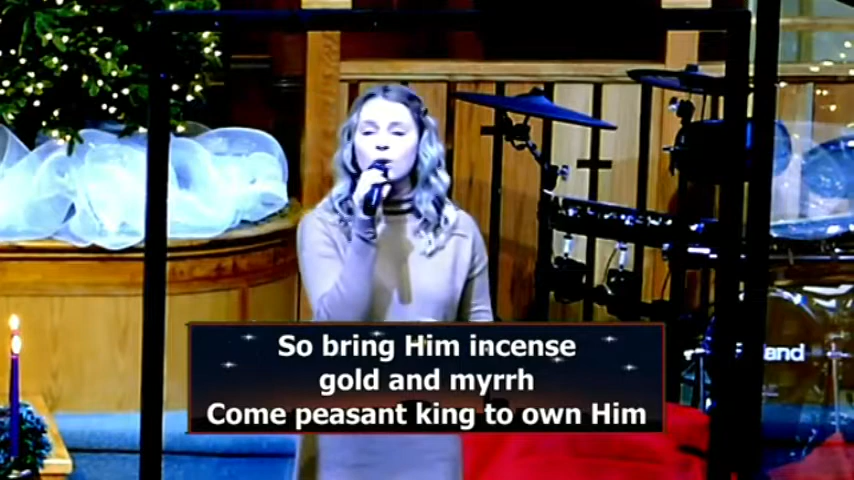 So bring Him incense
gold and myrrh
Come peasant king to own Him